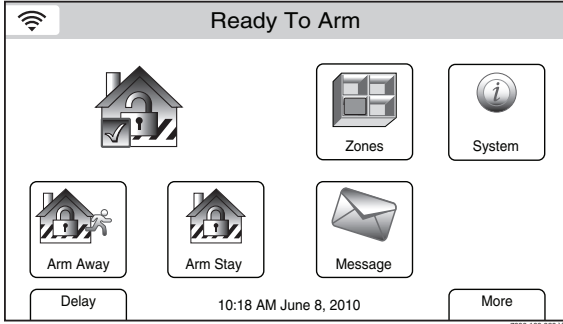 Ready To Arm
Zones
System
Arm Away
Arm Stay
Message
Delay
10:18 AM June 8, 2010
More